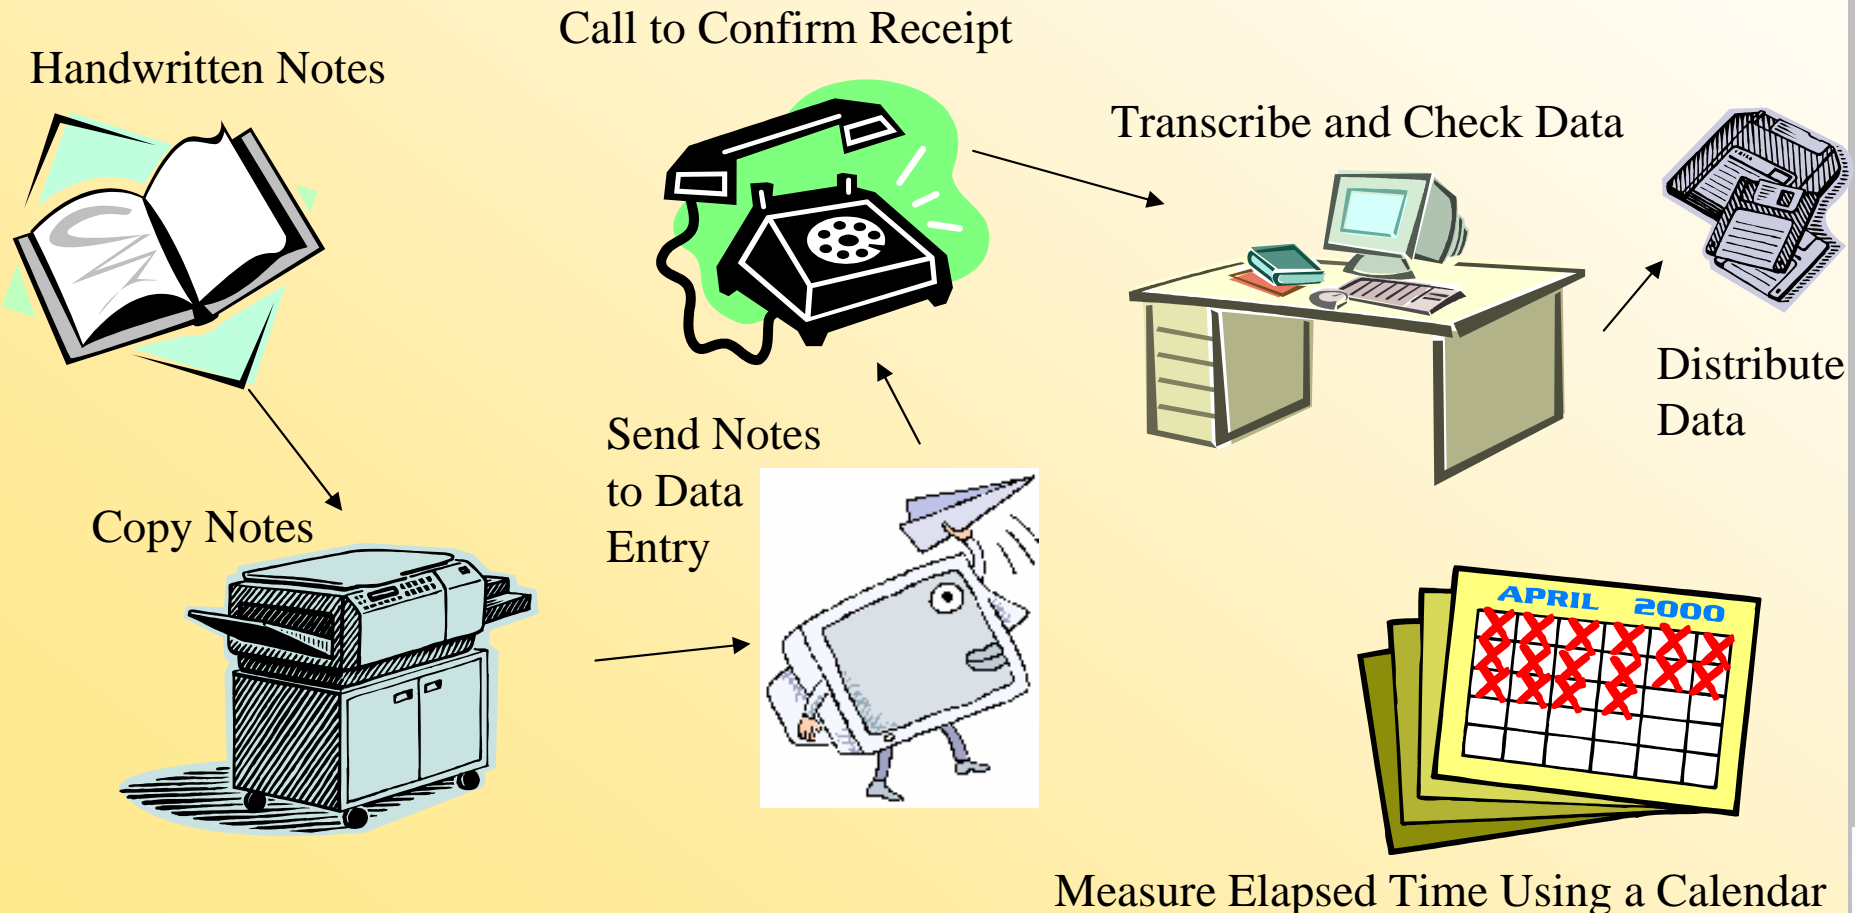 Call to Confirm Receipt
Handwritten Notes
Transcribe and Check Data
Distribute
Data
Send Notes
to Data
Entry
Copy Notes
APRIL 2000
Measure Elapsed Time Using a Calendar